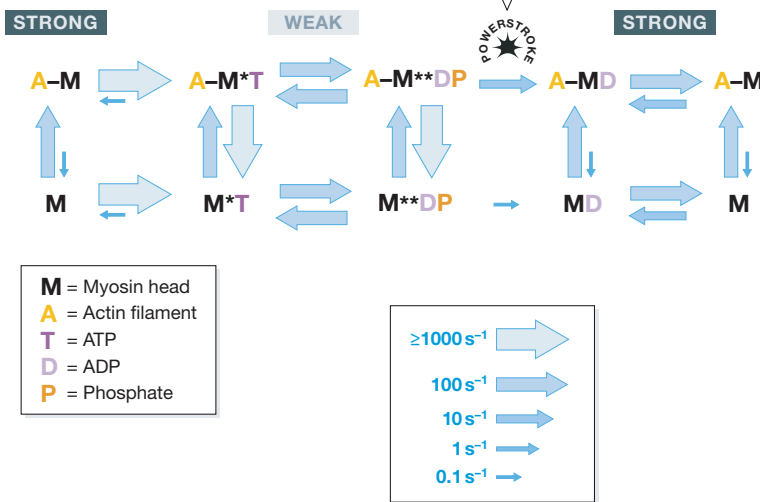 STRONG WEAK POWERSTROKE STRONG
A–M A–M*T A–M**DP A–MD A–M
M M*T M**DP MD M
M = Myosin head
A = Actin filament
T = ATP
D = ADP
P = Phosphate
≥1000 s⁻¹
100 s⁻¹
10 s⁻¹
1 s⁻¹
0.1 s⁻¹